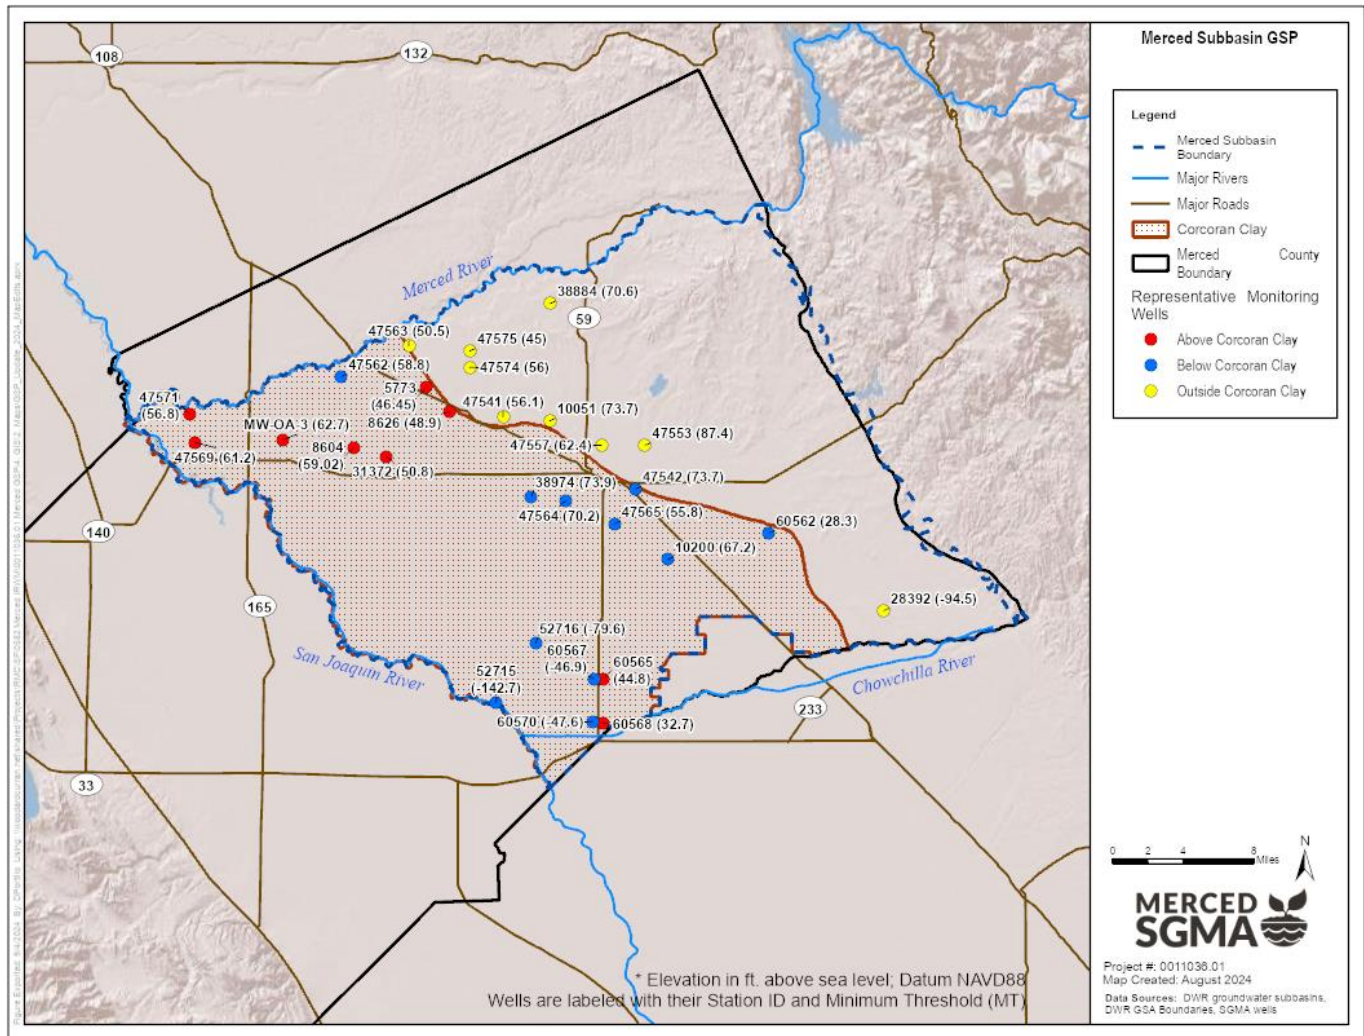 Merced Subbasin GSP
Legend
Merced Subbasin
Boundary
Major Rivers
Major Roads
Corcoran Clay
Merced County
Boundary
Representative Monitoring
Wells
Above Corcoran Clay
Below Corcoran Clay
Outside Corcoran Clay
108
132
Merced River
38884 (70.6)
59
47563 (50.5)
47575 (45)
47562 (58.8)
47574 (56)
5773
(46.45)
47571
(56.8)
47541 (56.1)
10051 (73.7)
MW-OA-3 (62.7)
8626 (48.9)
47553 (87.4)
8604
(59.02)
47557 (62.4)
47569 (61.2)
31372 (50.8)
38974 (73.9)
47542 (73.7)
47564 (70.2)
47565 (55.8)
60562 (28.3)
140
10200 (67.2)
165
28392 (-94.5)
52716 (-79.6)
60567
(-46.9)
60565
(44.8)
San Joaquin River
52715
(-142.7)
Chowchilla River
60570 (-47.6)
60568 (32.7)
233
33
* Elevation in ft. above sea level; Datum NAVD88
Wells are labeled with their Station ID and Minimum Threshold (MT)
N
0 2 4 8
Miles
MERCED
SGMA
Project #: 0011036.01
Map Created: August 2024
Data Sources: DWR groundwater subbasins,
DWR GSA Boundaries, SGMA wells